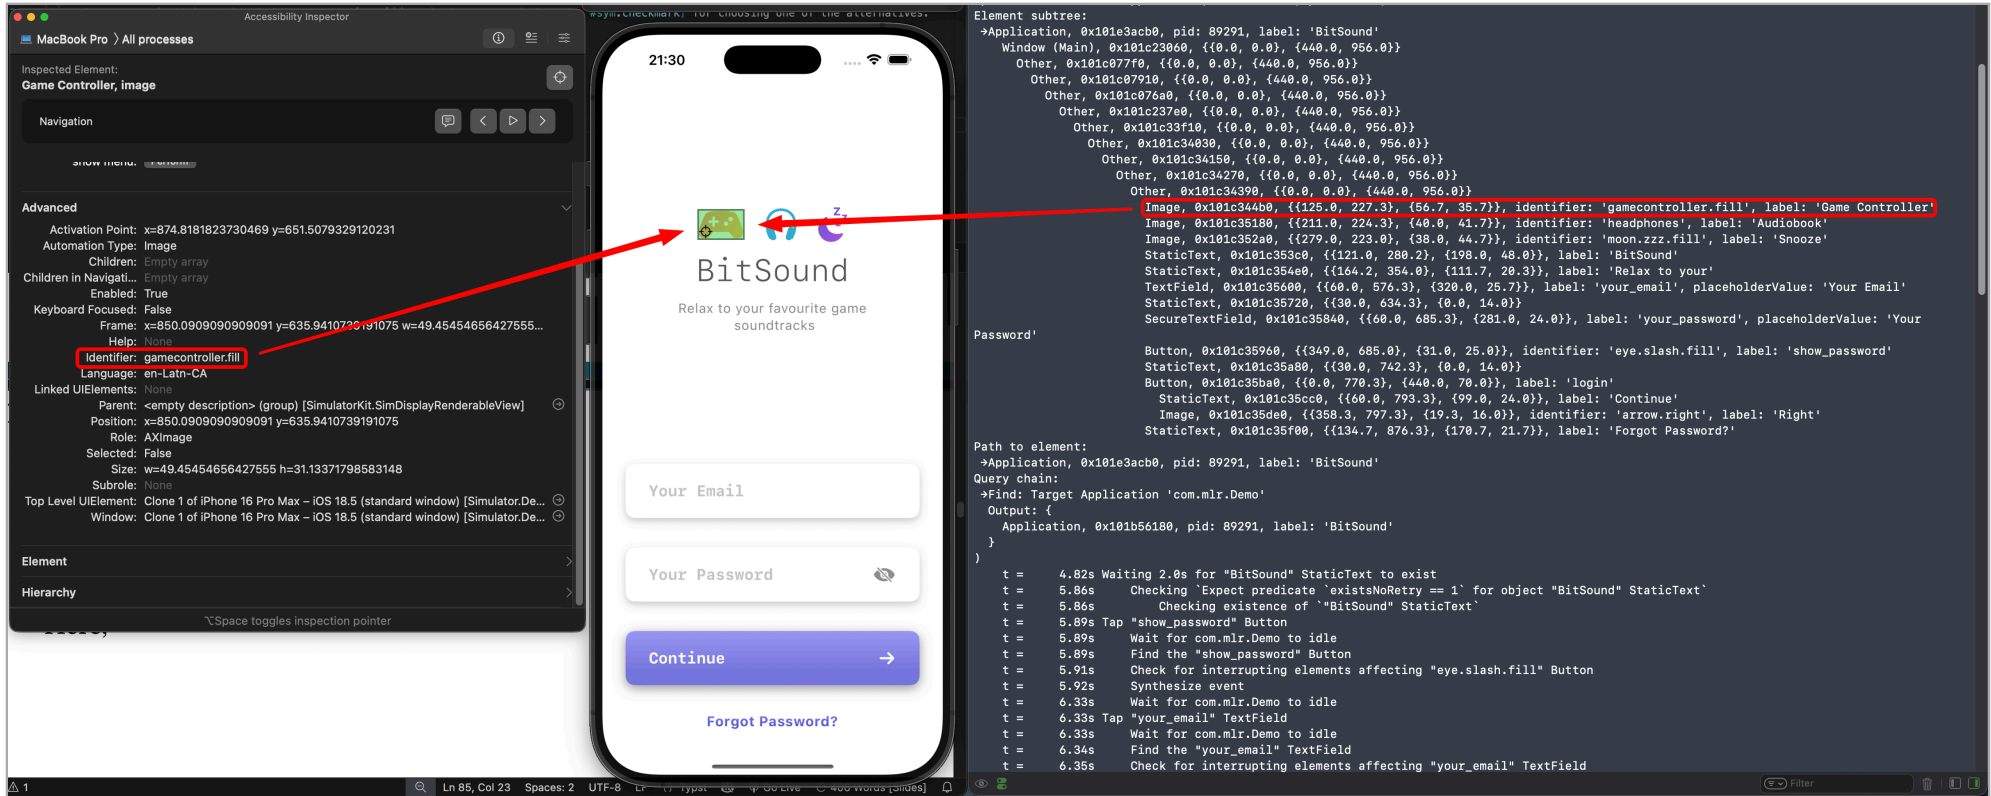 Accessibility Inspector
MacBook Pro 〉All processes
Inspected Element:
Game Controller, image
Navigation
show menu: Perform
Advanced
Activation Point: x=874.8181823730469 y=651.5079329120231
Automation Type: Image
Children: Empty array
Children in Navigati... Empty array
Enabled: True
Keyboard Focused: False
Frame: x=850.0909090909091 y=635.9410739191075 w=49.45454656427555...
Help: None
Identifier: gamecontroller.fill
Language: en-Latn-CA
Linked UIElements: None
Parent: <empty description> (group) [SimulatorKit.SimDisplayRenderableView]
Position: x=850.0909090909091 y=635.9410739191075
Role: AXImage
Selected: False
Size: w=49.45454656427555 h=31.13371798583148
Subrole: None
Top Level UIElement: Clone 1 of iPhone 16 Pro Max – iOS 18.5 (standard window) [Simulator.De...
Window: Clone 1 of iPhone 16 Pro Max – iOS 18.5 (standard window) [Simulator.De...
Element
Hierarchy
⌥Space toggles inspection pointer
#sym.checkmark) for choosing one of the alternatives.
21:30
zz
BitSound
Relax to your favourite game
soundtracks
Your Email
Your Password
Continue
Forgot Password?
1
Ln 85, Col 23 Spaces: 2 UTF-8
Element subtree:
→Application, 0x101e3acb0, pid: 89291, label: 'BitSound'
Window (Main), 0x101c23060, {{0.0, 0.0}, {440.0, 956.0}}
Other, 0x101c077f0, {{0.0, 0.0}, {440.0, 956.0}}
Other, 0x101c07910, {{0.0, 0.0}, {440.0, 956.0}}
Other, 0x101c076a0, {{0.0, 0.0}, {440.0, 956.0}}
Other, 0x101c237e0, {{0.0, 0.0}, {440.0, 956.0}}
Other, 0x101c33f10, {{0.0, 0.0}, {440.0, 956.0}}
Other, 0x101c34030, {{0.0, 0.0}, {440.0, 956.0}}
Other, 0x101c34150, {{0.0, 0.0}, {440.0, 956.0}}
Other, 0x101c34270, {{0.0, 0.0}, {440.0, 956.0}}
Other, 0x101c34390, {{0.0, 0.0}, {440.0, 956.0}}
Image, 0x101c344b0, {{125.0, 227.3}, {56.7, 35.7}}, identifier: 'gamecontroller.fill', label: 'Game Controller'
Image, 0x101c35180, {{211.0, 224.3}, {40.0, 41.7}}, identifier: 'headphones', label: 'Audiobook'
Image, 0x101c352a0, {{279.0, 223.0}, {38.0, 44.7}}, identifier: 'moon.zzz.fill', label: 'Snooze'
StaticText, 0x101c353c0, {{121.0, 280.2}, {198.0, 48.0}}, label: 'BitSound'
StaticText, 0x101c354e0, {{164.2, 354.0}, {111.7, 20.3}}, label: 'Relax to your'
TextField, 0x101c35600, {{60.0, 576.3}, {320.0, 25.7}}, label: 'your_email', placeholderValue: 'Your Email'
StaticText, 0x101c35720, {{30.0, 634.3}, {0.0, 14.0}}
SecureTextField, 0x101c35840, {{60.0, 685.3}, {281.0, 24.0}}, label: 'your_password', placeholderValue: 'Your
Password'
Button, 0x101c35960, {{349.0, 685.0}, {31.0, 25.0}}, identifier: 'eye.slash.fill', label: 'show_password'
StaticText, 0x101c35a80, {{30.0, 742.3}, {0.0, 14.0}}
Button, 0x101c35ba0, {{0.0, 770.3}, {440.0, 70.0}}, label: 'login'
StaticText, 0x101c35cc0, {{60.0, 793.3}, {99.0, 24.0}}, label: 'Continue'
Image, 0x101c35de0, {{358.3, 797.3}, {19.3, 16.0}}, identifier: 'arrow.right', label: 'Right'
StaticText, 0x101c35f00, {{134.7, 876.3}, {170.7, 21.7}}, label: 'Forgot Password?'
Path to element:
→Application, 0x101e3acb0, pid: 89291, label: 'BitSound'
Query chain:
→Find: Target Application 'com.mlr.Demo'
Output: {
Application, 0x101b56180, pid: 89291, label: 'BitSound'
}
)
t = 4.82s Waiting 2.0s for "BitSound" StaticText to exist
t = 5.86s Checking `Expect predicate `existsNoRetry == 1` for object "BitSound" StaticText`
t = 5.86s Checking existence of `"BitSound" StaticText`
t = 5.89s Tap "show_password" Button
t = 5.89s Wait for com.mlr.Demo to idle
t = 5.89s Find the "show_password" Button
t = 5.91s Check for interrupting elements affecting "eye.slash.fill" Button
t = 5.92s Synthesize event
t = 6.33s Wait for com.mlr.Demo to idle
t = 6.33s Tap "your_email" TextField
t = 6.33s Wait for com.mlr.Demo to idle
t = 6.34s Find the "your_email" TextField
t = 6.35s Check for interrupting elements affecting "your_email" TextField
Filter